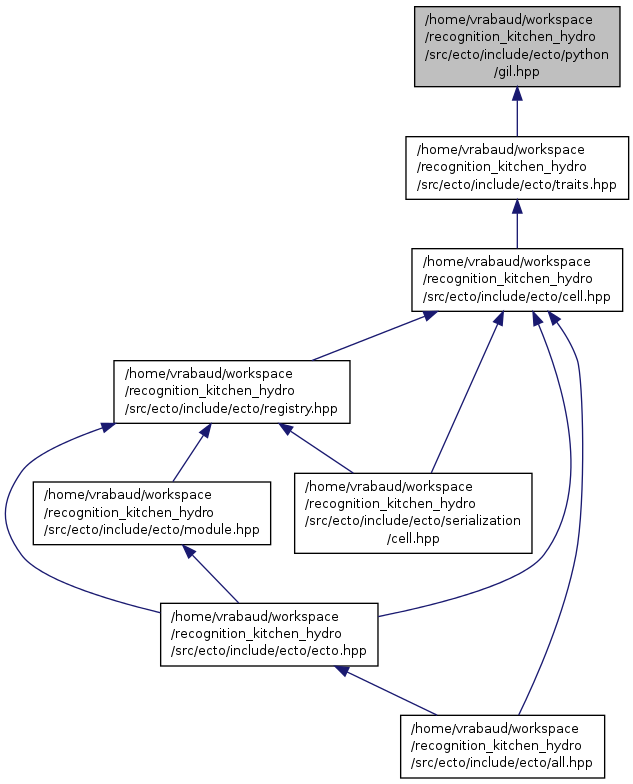 /home/vrabaud/workspace
/recognition_kitchen_hydro
/src/ecto/include/ecto/python
/gil.hpp
/home/vrabaud/workspace
/recognition_kitchen_hydro
/src/ecto/include/ecto/traits.hpp
/home/vrabaud/workspace
/recognition_kitchen_hydro
/src/ecto/include/ecto/cell.hpp
/home/vrabaud/workspace
/recognition_kitchen_hydro
/src/ecto/include/ecto/registry.hpp
/home/vrabaud/workspace
/recognition_kitchen_hydro
/src/ecto/include/ecto/module.hpp
/home/vrabaud/workspace
/recognition_kitchen_hydro
/src/ecto/include/ecto/serialization
/cell.hpp
/home/vrabaud/workspace
/recognition_kitchen_hydro
/src/ecto/include/ecto/ecto.hpp
/home/vrabaud/workspace
/recognition_kitchen_hydro
/src/ecto/include/ecto/all.hpp